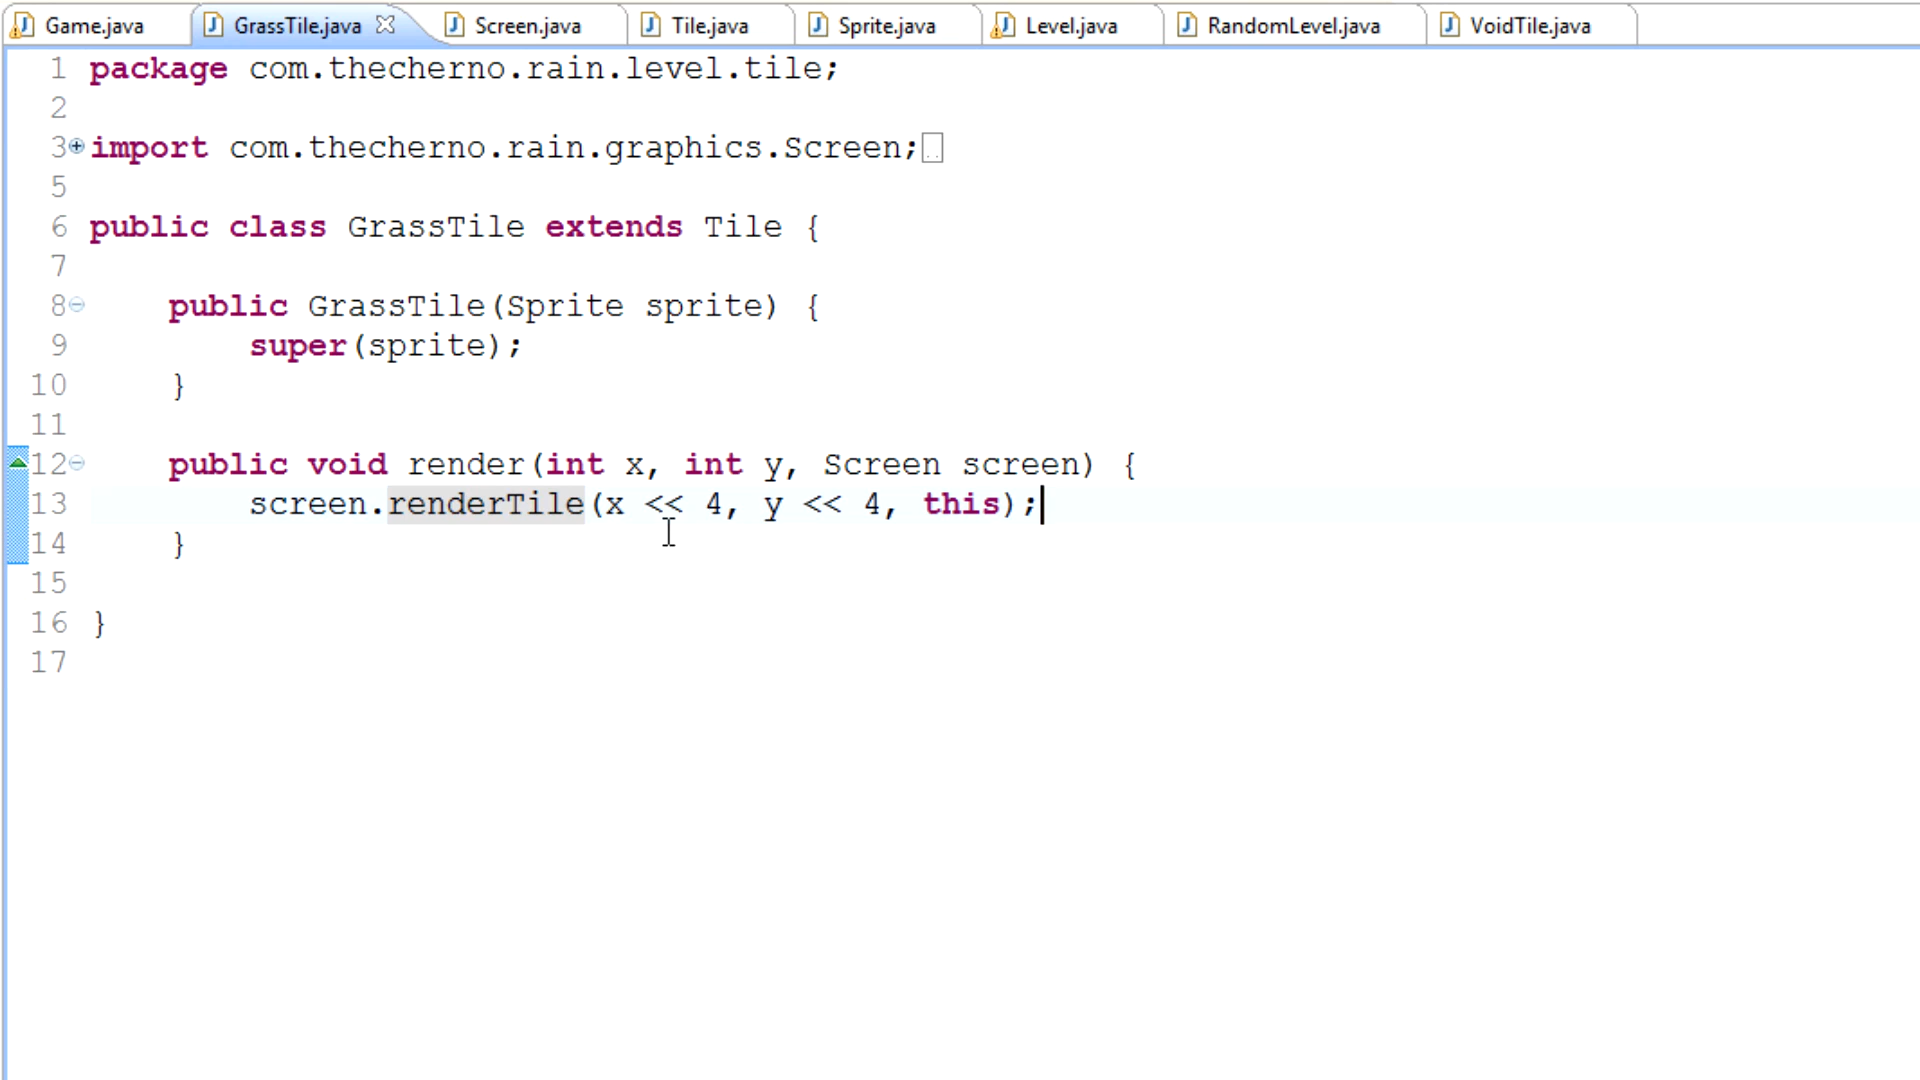 Game.java GrassTile.java Screen.java Tile.java Sprite.java Level.java RandomLevel.java VoidTile.java
1 package com.thecherno.rain.level.tile;
2
3 import com.thecherno.rain.graphics.Screen;
5
6 public class GrassTile extends Tile {
7
8 public GrassTile(Sprite sprite) {
9 super(sprite);
10 }
11
12 public void render(int x, int y, Screen screen) {
13 screen.renderTile(x << 4, y << 4, this);
14 }
15
16 }
17